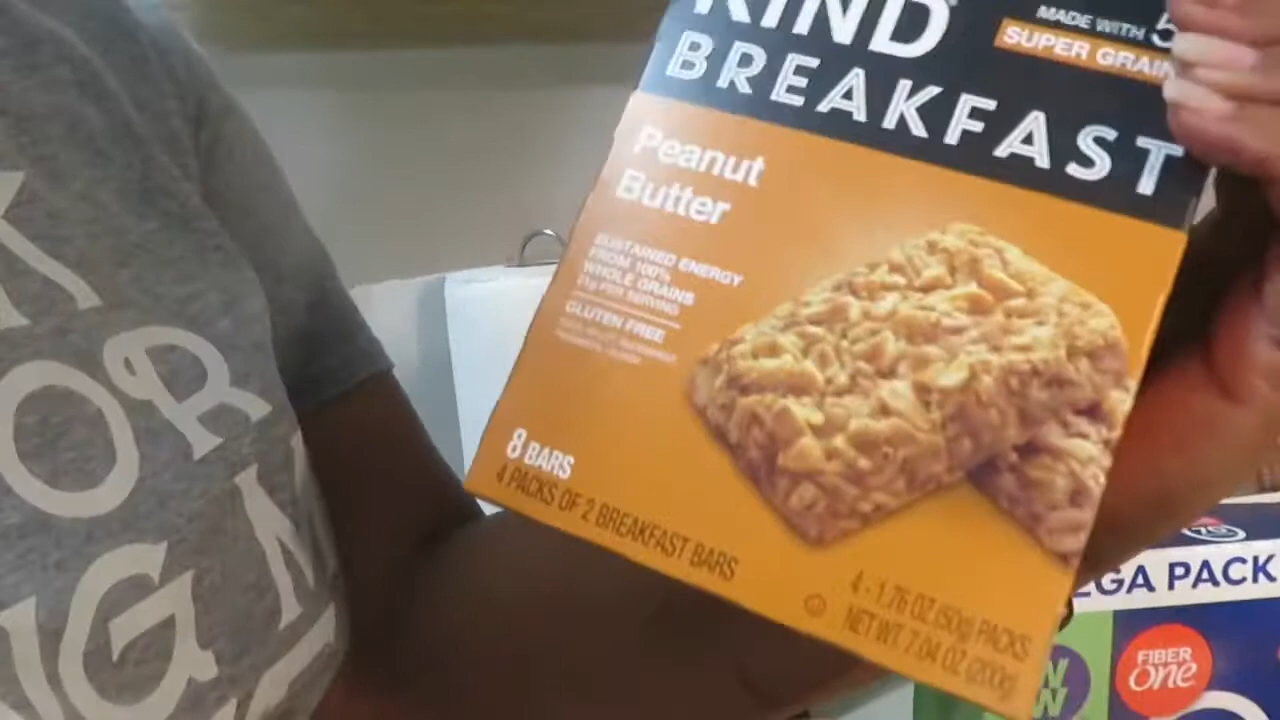 KIND
BREAKFAST
MADE WITH 5
SUPER GRAIN
Peanut
Butter
SUSTAINED ENERGY
FROM 100%
WHOLE GRAINS
GLUTEN FREE
8 BARS
4 PACKS OF 2 BREAKFAST BARS
4 - 1.76 OZ (50g) PACKS
NET WT 7.04 OZ (200g)
OR
NG
EGA PACK
FIBER
One